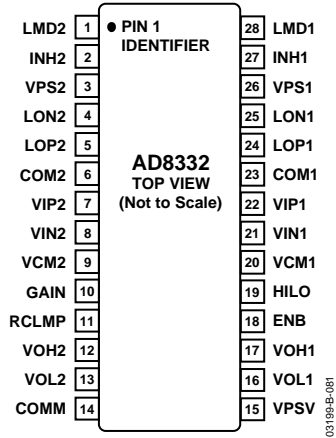 LMD2 1 28 LMD1
● PIN 1
IDENTIFIER
INH2 2 27 INH1
VPS2 3 26 VPS1
LON2 4 25 LON1
LOP2 5 24 LOP1
AD8332
TOP VIEW
(Not to Scale)
COM2 6 23 COM1
VIP2 7 22 VIP1
VIN2 8 21 VIN1
VCM2 9 20 VCM1
GAIN 10 19 HILO
RCLMP 11 18 ENB
VOH2 12 17 VOH1
VOL2 13 16 VOL1
COMM 14 15 VPSV
03199-B-081